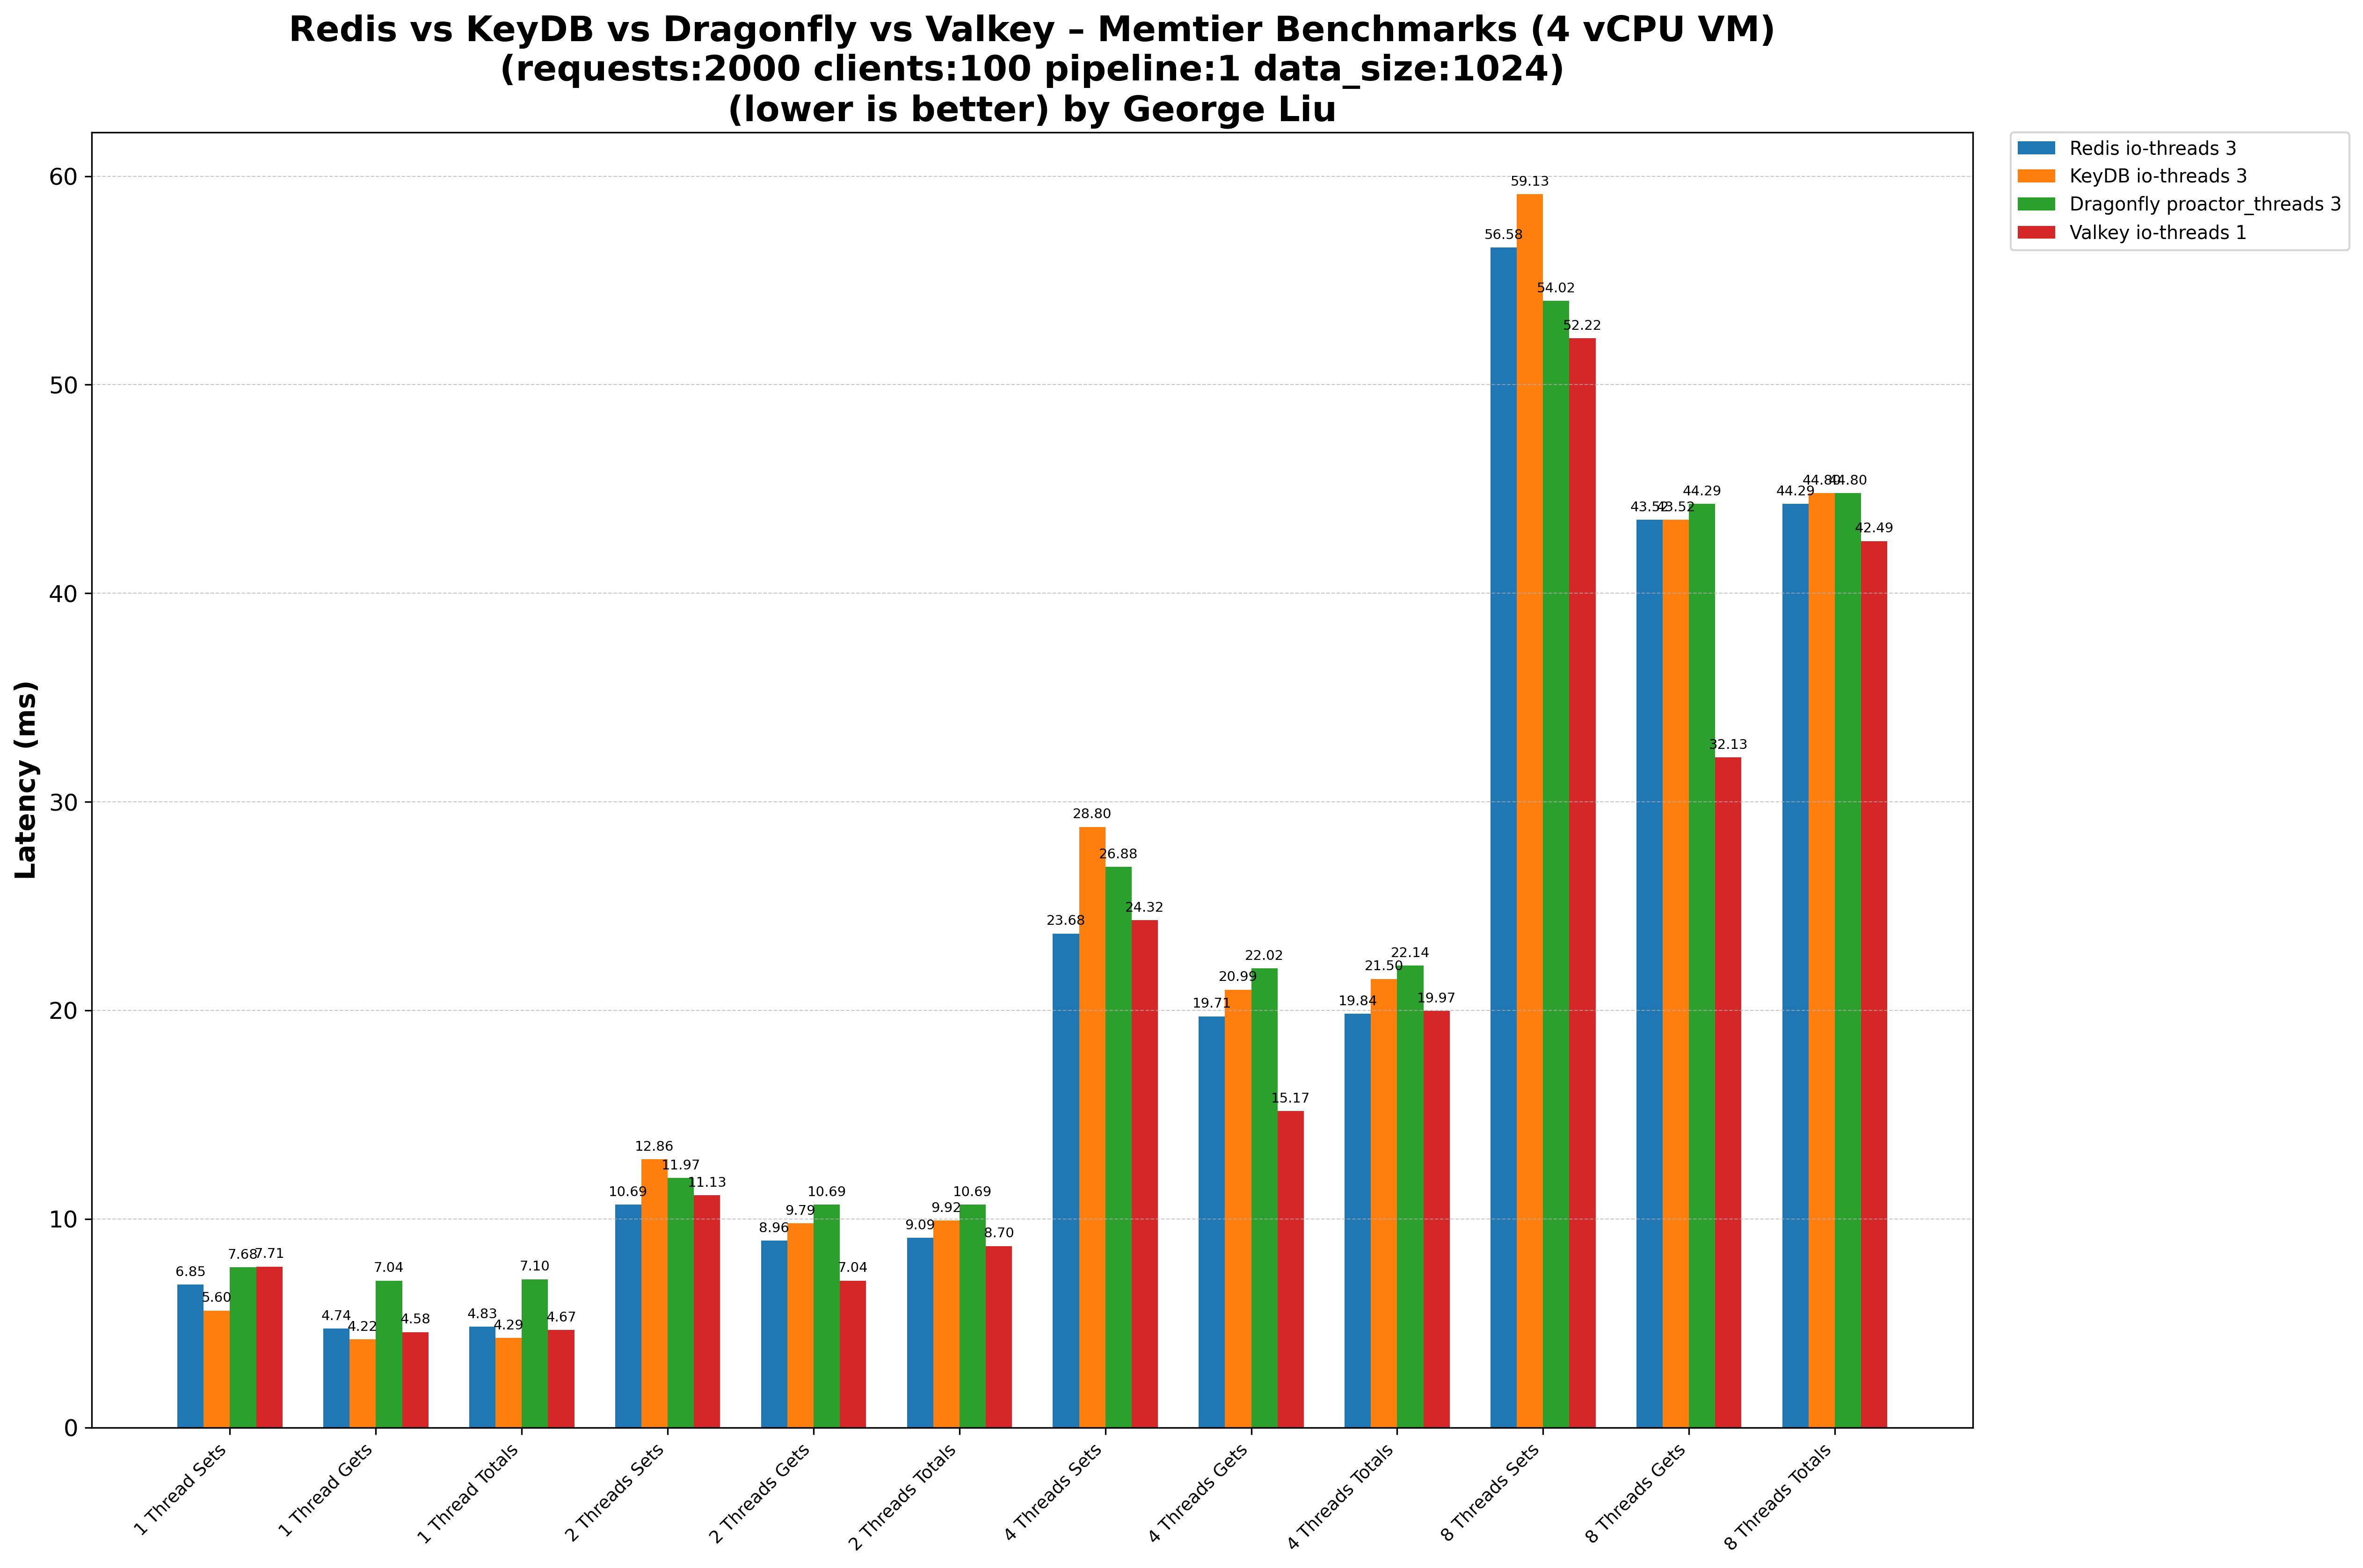 Redis vs KeyDB vs Dragonfly vs Valkey – Memtier Benchmarks (4 vCPU VM)
(requests:2000 clients:100 pipeline:1 data_size:1024)
(lower is better) by George Liu
Redis io-threads 3
KeyDB io-threads 3
Dragonfly proactor_threads 3
Valkey io-threads 1
Latency (ms)
60
50
40
30
20
10
0
6.85
5.60
7.68
7.71
4.74
4.22
7.04
4.58
4.83
4.29
7.10
4.67
10.69
12.86
11.97
11.13
8.96
9.79
10.69
7.04
9.09
9.92
10.69
8.70
23.68
28.80
26.88
24.32
19.71
20.99
22.02
15.17
19.84
21.50
22.14
19.97
56.58
59.13
54.02
52.22
43.52
43.52
44.29
32.13
44.29
44.80
44.80
42.49
1 Thread Sets
1 Thread Gets
1 Thread Totals
2 Threads Sets
2 Threads Gets
2 Threads Totals
4 Threads Sets
4 Threads Gets
4 Threads Totals
8 Threads Sets
8 Threads Gets
8 Threads Totals